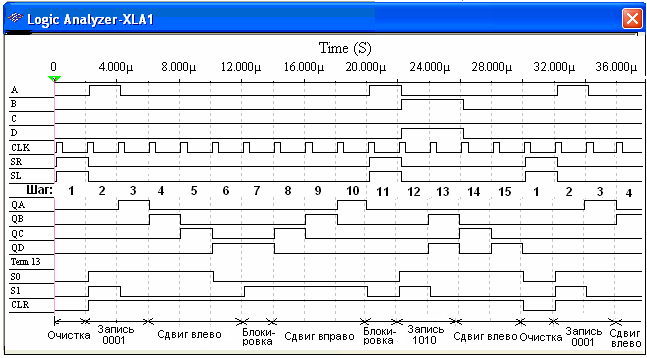 Logic Analyzer-XLA1
Time (S)
0 4.000µ 8.000µ 12.000µ 16.000µ 20.000µ 24.000µ 28.000µ 32.000µ 36.000µ
A
B
C
D
CLK
SR
SL
Шаг: 1 2 3 4 5 6 7 8 9 10 11 12 13 14 15 1 2 3 4
QA
QB
QC
QD
Term 13
S0
S1
CLR
Очистка Запись 0001 Сдвиг влево Блоки-ровка Сдвиг вправо Блоки-ровка Запись 1010 Сдвиг влево Очистка Запись 0001 Сдвиг влево